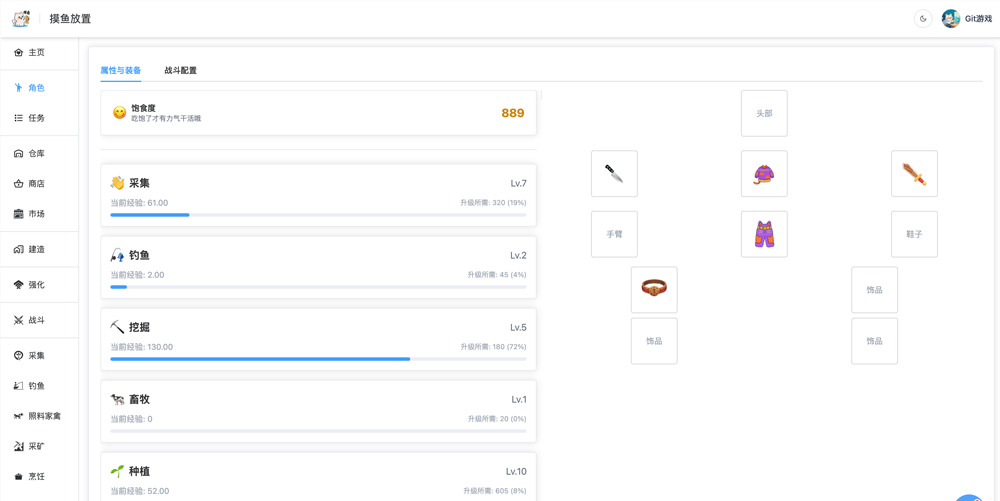 摸鱼放置
Git游戏
主页
角色
任务
仓库
商店
市场
建造
强化
战斗
采集
钓鱼
照料家禽
采矿
烹饪
属性与装备
战斗配置
饱食度
吃饱了才有力气干活哦
889
采集
Lv.7
当前经验: 61.00
升级所需: 320 (19%)
钓鱼
Lv.2
当前经验: 2.00
升级所需: 45 (4%)
挖掘
Lv.5
当前经验: 130.00
升级所需: 180 (72%)
畜牧
Lv.1
当前经验: 0
升级所需: 20 (0%)
种植
Lv.10
当前经验: 52.00
升级所需: 605 (8%)
头部
手臂
鞋子
饰品
饰品
饰品